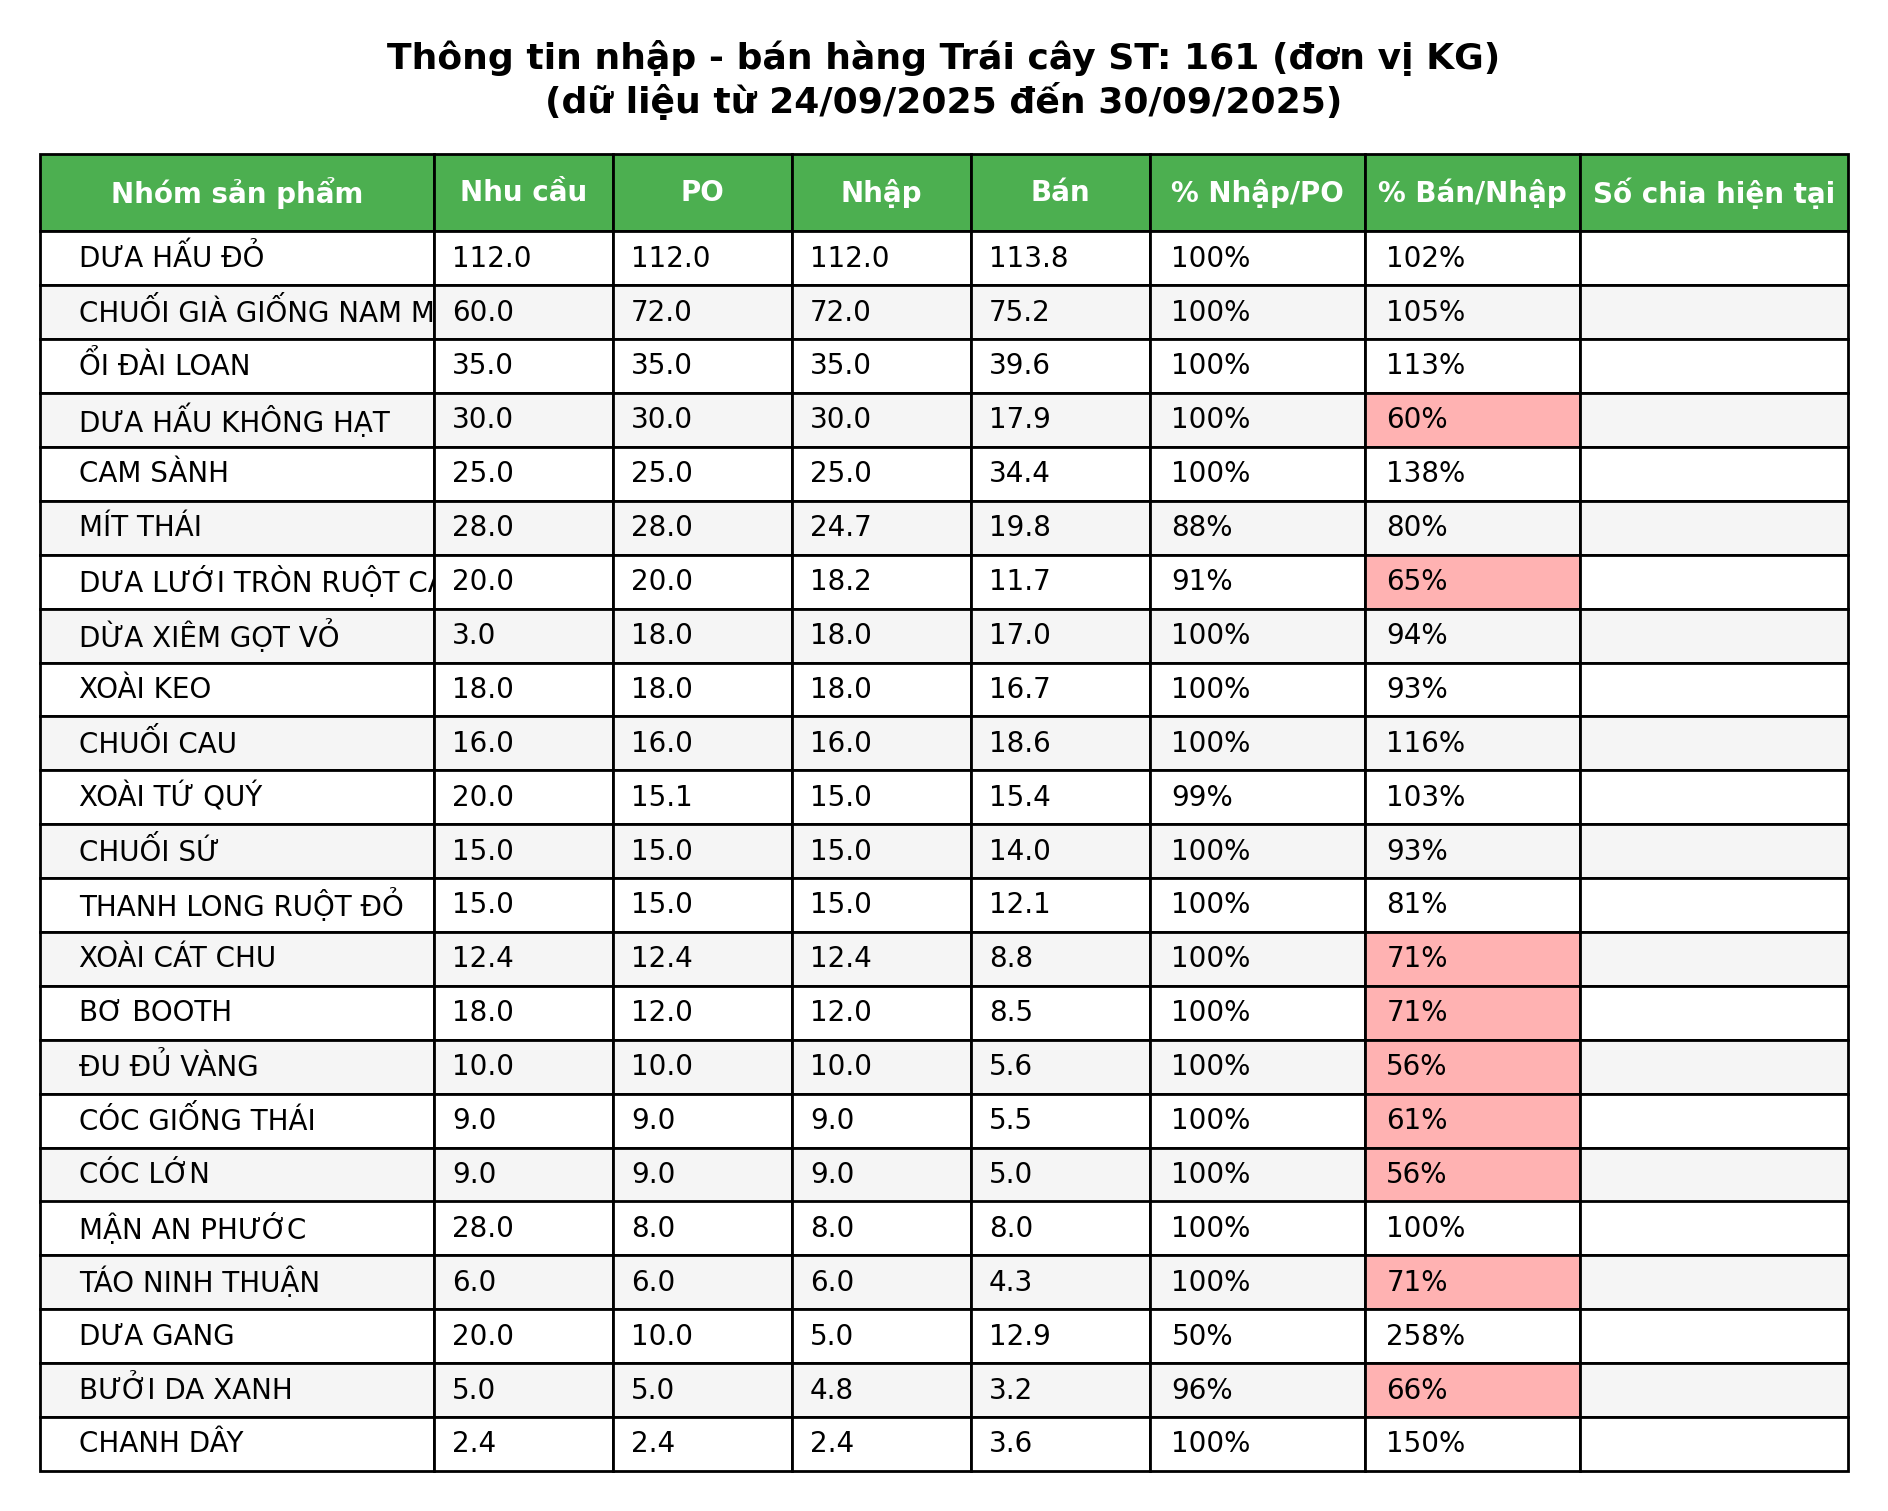 Thông tin nhập - bán hàng Trái cây ST: 161 (đơn vị KG)
(dữ liệu từ 24/09/2025 đến 30/09/2025)
Nhóm sản phẩm Nhu cầu PO Nhập Bán % Nhập/PO % Bán/Nhập Số chia hiện tại
DƯA HẤU ĐỎ 112.0 112.0 112.0 113.8 100% 102%
CHUỐI GIÀ GIỐNG NAM M 60.0 72.0 72.0 75.2 100% 105%
ỔI ĐÀI LOAN 35.0 35.0 35.0 39.6 100% 113%
DƯA HẤU KHÔNG HẠT 30.0 30.0 30.0 17.9 100% 60%
CAM SÀNH 25.0 25.0 25.0 34.4 100% 138%
MÍT THÁI 28.0 28.0 24.7 19.8 88% 80%
DƯA LƯỚI TRÒN RUỘT CA 20.0 20.0 18.2 11.7 91% 65%
DỪA XIÊM GỌT VỎ 3.0 18.0 18.0 17.0 100% 94%
XOÀI KEO 18.0 18.0 18.0 16.7 100% 93%
CHUỐI CAU 16.0 16.0 16.0 18.6 100% 116%
XOÀI TỨ QUÝ 20.0 15.1 15.0 15.4 99% 103%
CHUỐI SỨ 15.0 15.0 15.0 14.0 100% 93%
THANH LONG RUỘT ĐỎ 15.0 15.0 15.0 12.1 100% 81%
XOÀI CÁT CHU 12.4 12.4 12.4 8.8 100% 71%
BƠ BOOTH 18.0 12.0 12.0 8.5 100% 71%
ĐU ĐỦ VÀNG 10.0 10.0 10.0 5.6 100% 56%
CÓC GIỐNG THÁI 9.0 9.0 9.0 5.5 100% 61%
CÓC LỚN 9.0 9.0 9.0 5.0 100% 56%
MẬN AN PHƯỚC 28.0 8.0 8.0 8.0 100% 100%
TÁO NINH THUẬN 6.0 6.0 6.0 4.3 100% 71%
DƯA GANG 20.0 10.0 5.0 12.9 50% 258%
BƯỞI DA XANH 5.0 5.0 4.8 3.2 96% 66%
CHANH DÂY 2.4 2.4 2.4 3.6 100% 150%